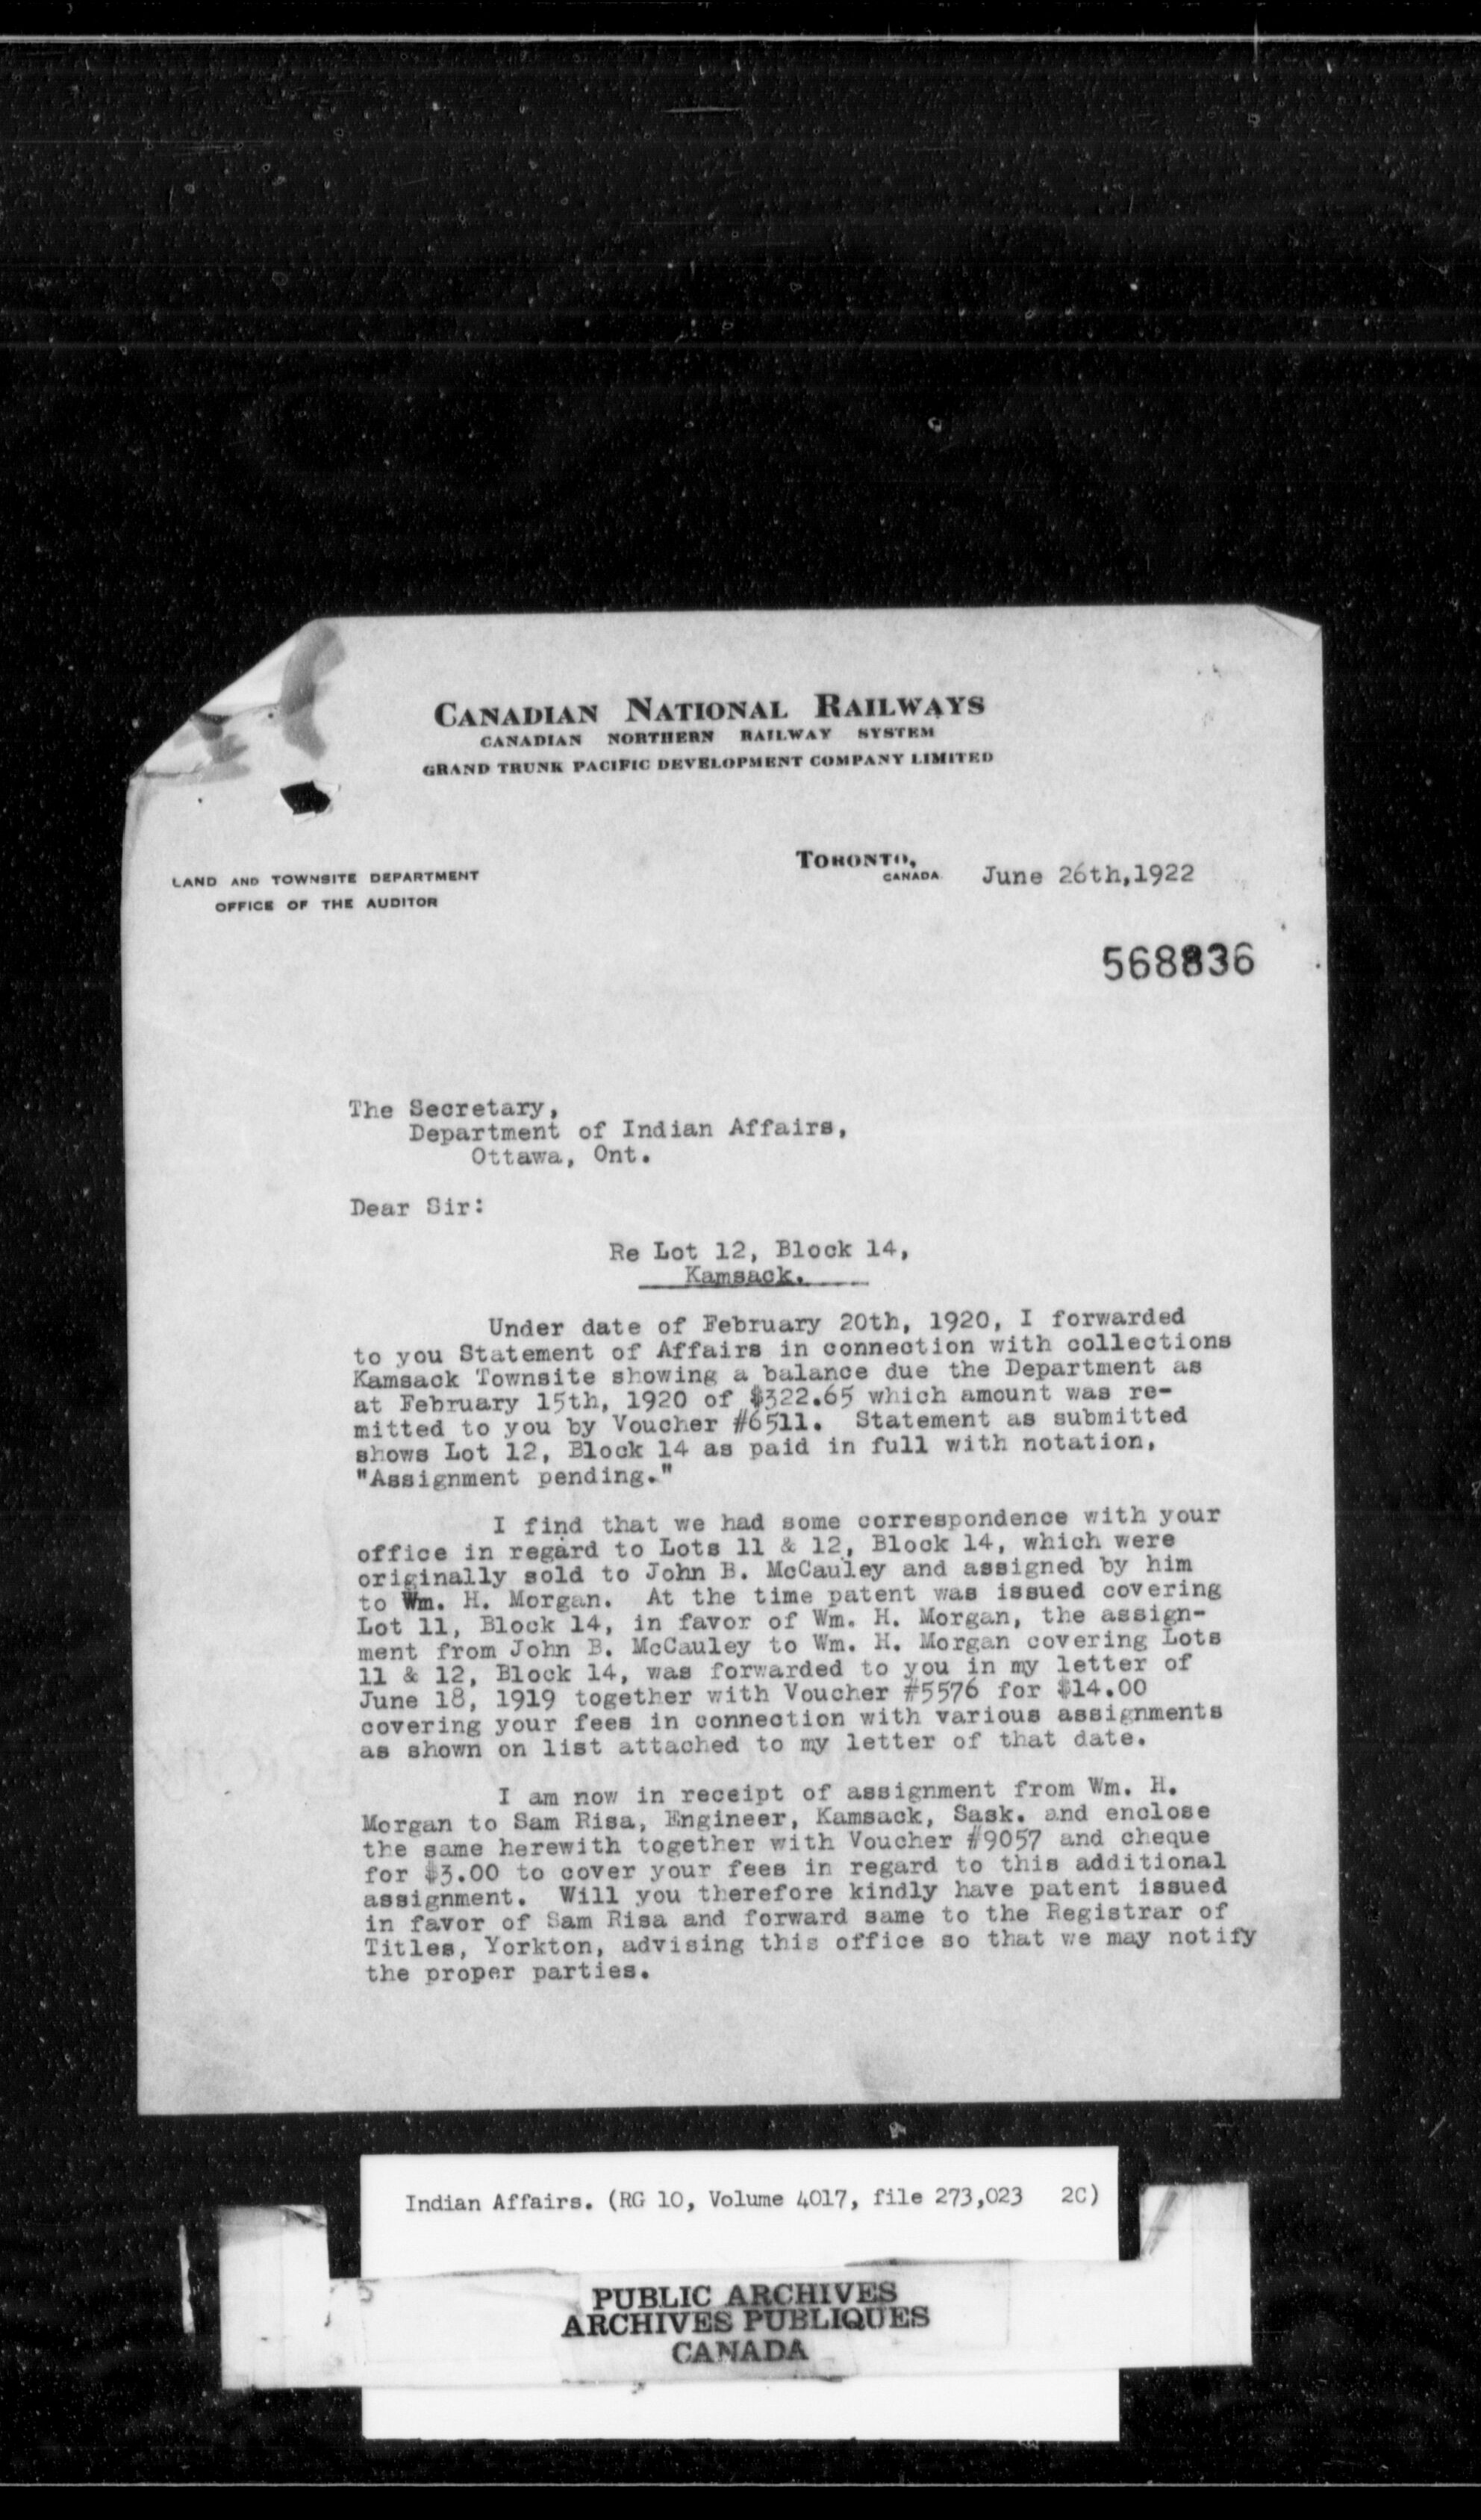 CANADIAN NATIONAL RAILWAYS
CANADIAN NORTHERN RAILWAY SYSTEM
GRAND TRUNK PACIFIC DEVELOPMENT COMPANY LIMITED
LAND AND TOWNSITE DEPARTMENT
OFFICE OF THE AUDITOR
TORONTO,
CANADA June 26th,1922
568836
The Secretary,
Department of Indian Affairs,
Ottawa, Ont.
Dear Sir:
Re Lot 12, Block 14,
Kamsack.
Under date of February 20th, 1920, I forwarded
to you Statement of Affairs in connection with collections
Kamsack Townsite showing a balance due the Department as
at February 15th, 1920 of $322.65 which amount was re-
mitted to you by Voucher #6511. Statement as submitted
shows Lot 12, Block 14 as paid in full with notation,
"Assignment pending."
I find that we had some correspondence with your
office in regard to Lots 11 & 12, Block 14, which were
originally sold to John B. McCauley and assigned by him
to Wm. H. Morgan. At the time patent was issued covering
Lot 11, Block 14, in favor of Wm. H. Morgan, the assign-
ment from John B. McCauley to Wm. H. Morgan covering Lots
11 & 12, Block 14, was forwarded to you in my letter of
June 18, 1919 together with Voucher #5576 for $14.00
covering your fees in connection with various assignments
as shown on list attached to my letter of that date.
I am now in receipt of assignment from Wm. H.
Morgan to Sam Risa, Engineer, Kamsack, Sask. and enclose
the same herewith together with Voucher #9057 and cheque
for $3.00 to cover your fees in regard to this additional
assignment. Will you therefore kindly have patent issued
in favor of Sam Risa and forward same to the Registrar of
Titles, Yorkton, advising this office so that we may notify
the proper parties.
Indian Affairs. (RG 10, Volume 4017, file 273,023 2C)
PUBLIC ARCHIVES
ARCHIVES PUBLIQUES
CANADA